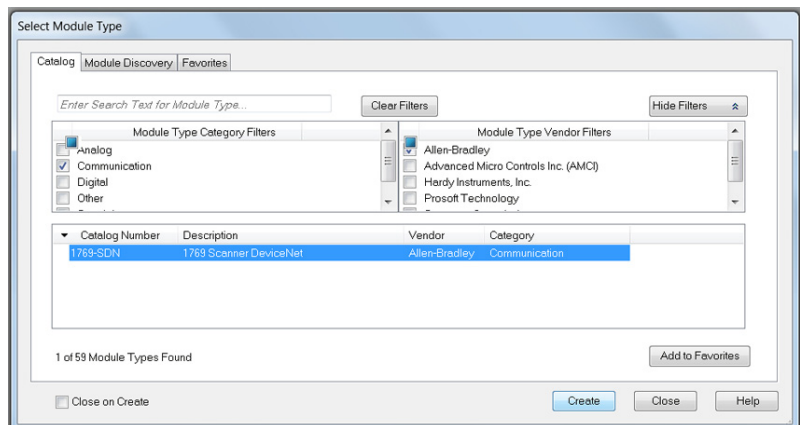 Select Module Type
Catalog Module Discovery Favorites
Enter Search Text for Module Type... Clear Filters Hide Filters
Module Type Category Filters Module Type Vendor Filters
Analog Allen-Bradley
Communication Advanced Micro Controls Inc. (AMCI)
Digital Hardy Instruments, Inc.
Other Prosoft Technology
Catalog Number Description Vendor Category
1769-SDN 1769 Scanner DeviceNet Allen-Bradley Communication
1 of 59 Module Types Found Add to Favorites
Close on Create Create Close Help